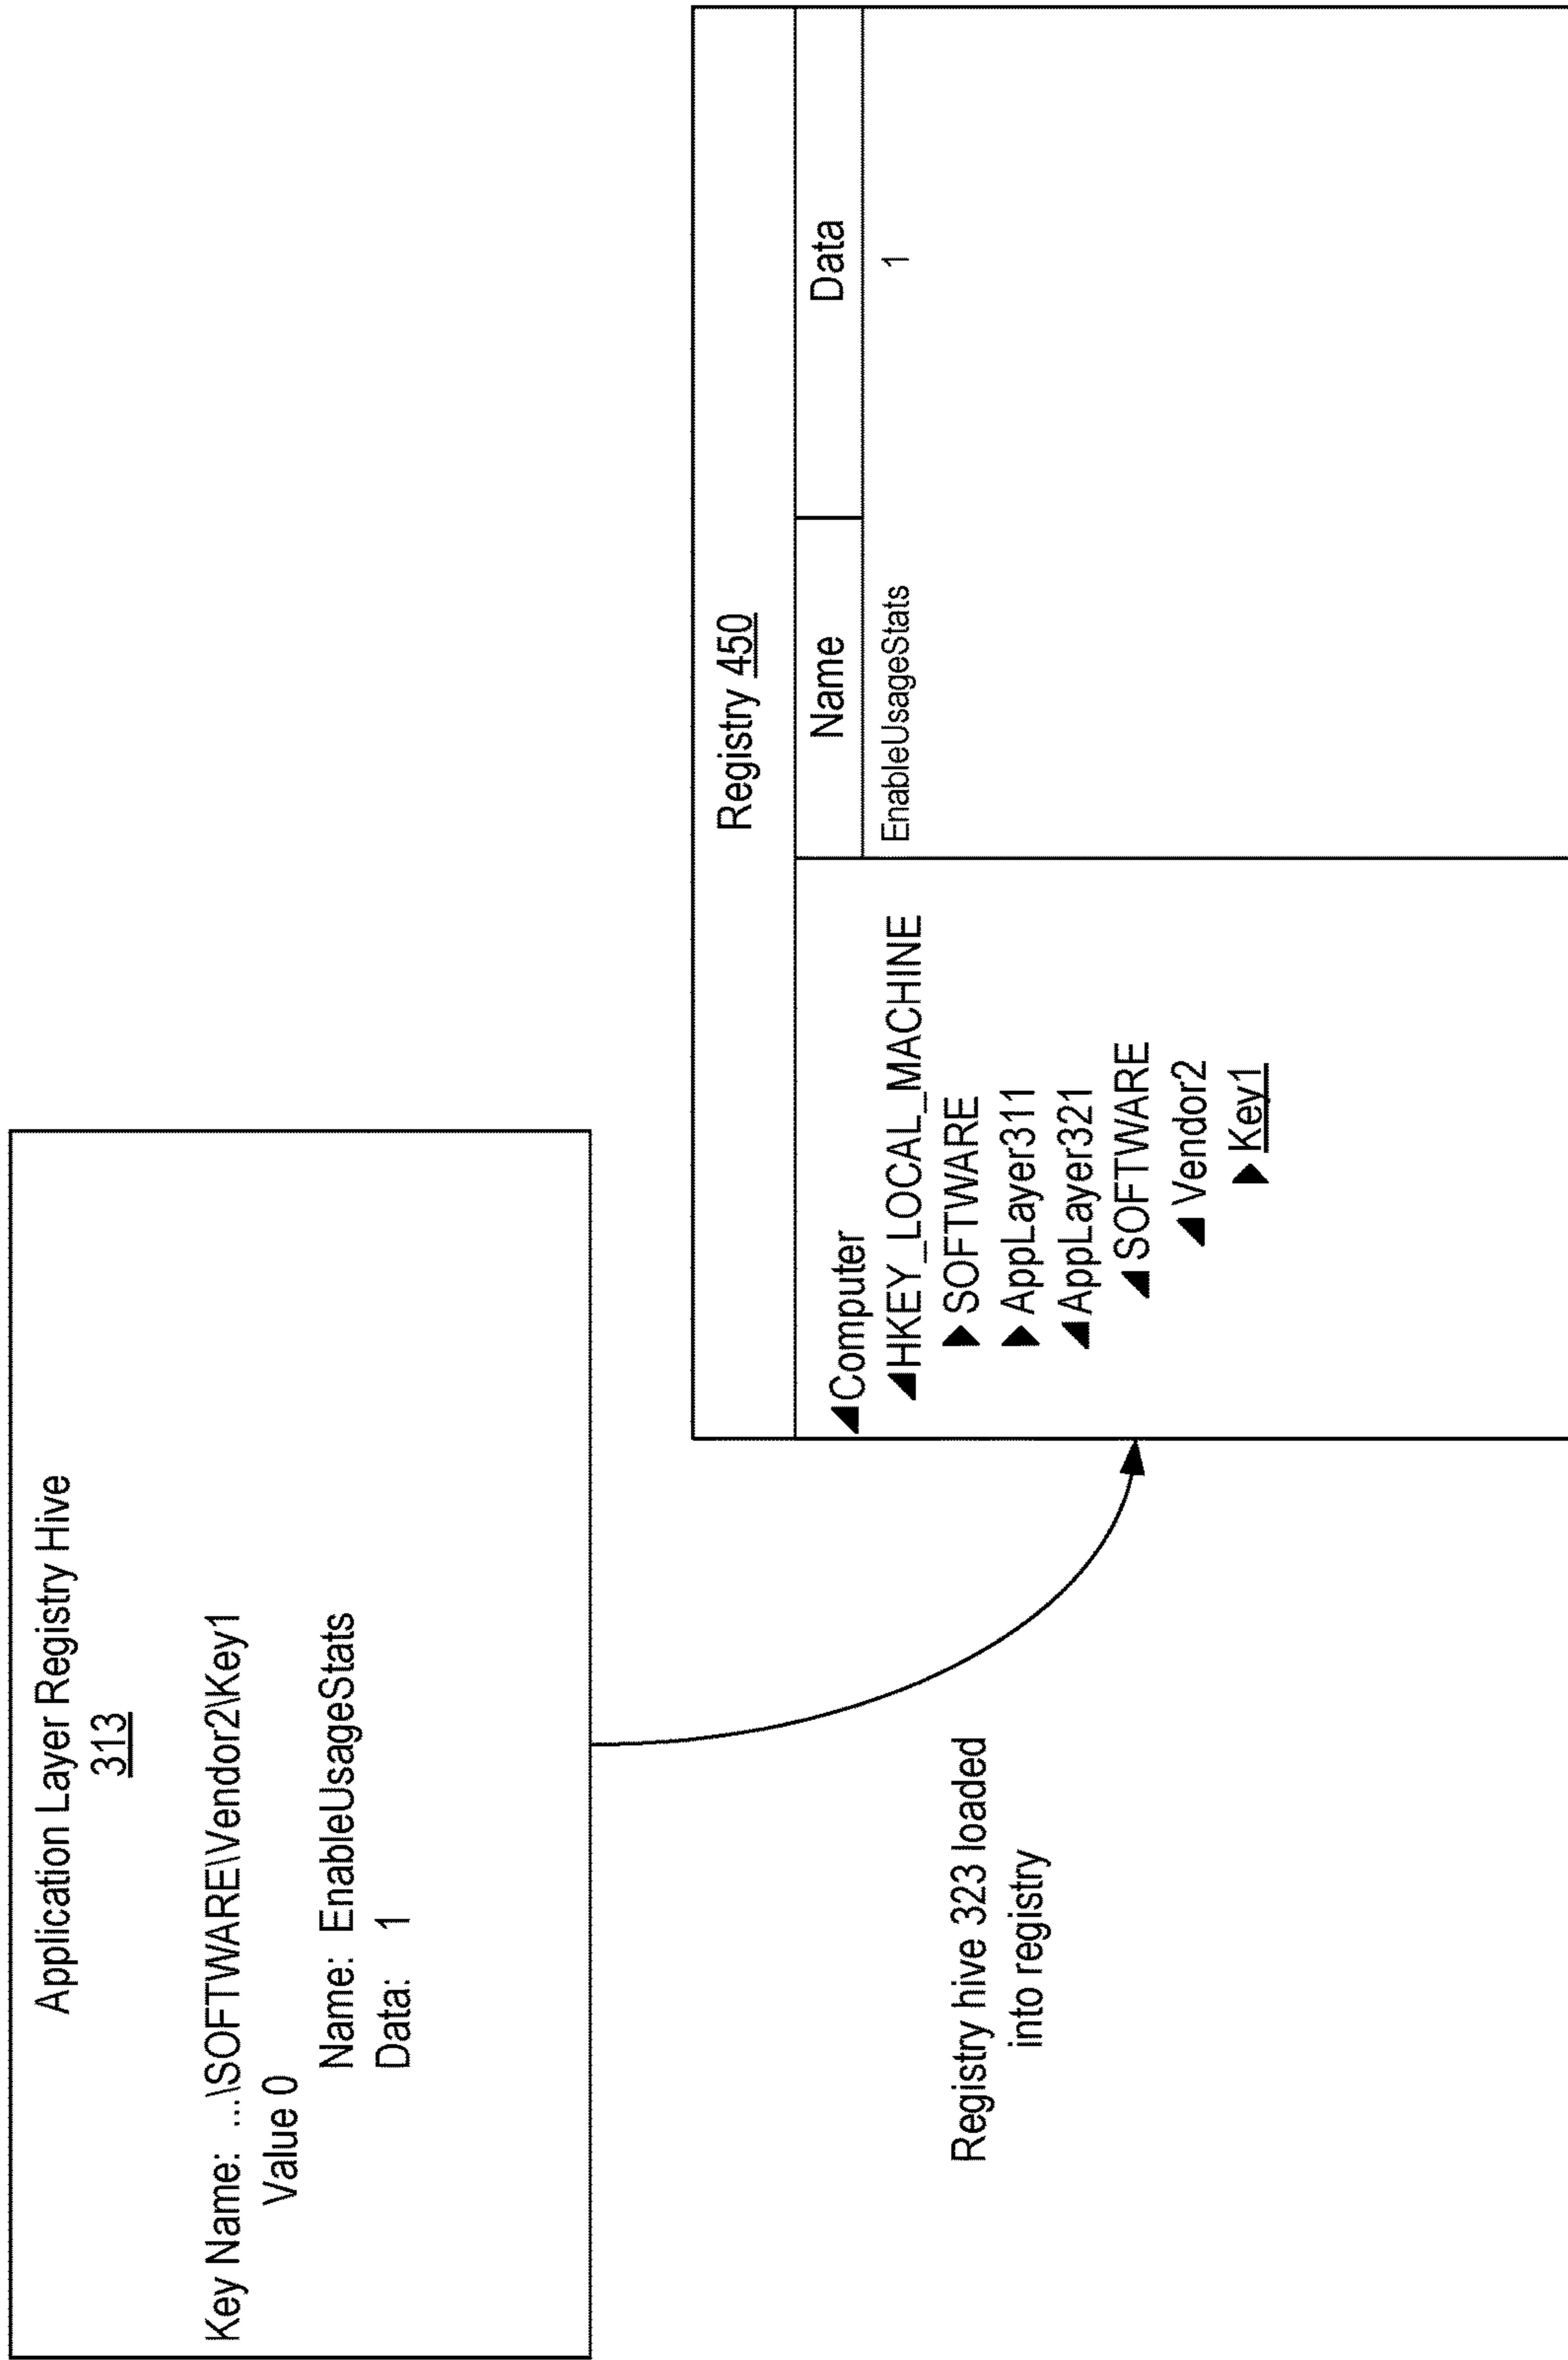 Application Layer Registry Hive
313
Key Name: ...\SOFTWARE\Vendor2\Key1
Value 0
Name: EnableUsageStats
Data: 1
Registry hive 323 loaded
into registry
Registry 450
Name Data
EnableUsageStats 1
Computer
HKEY_LOCAL_MACHINE
SOFTWARE
AppLayer311
AppLayer321
SOFTWARE
Vendor2
Key1